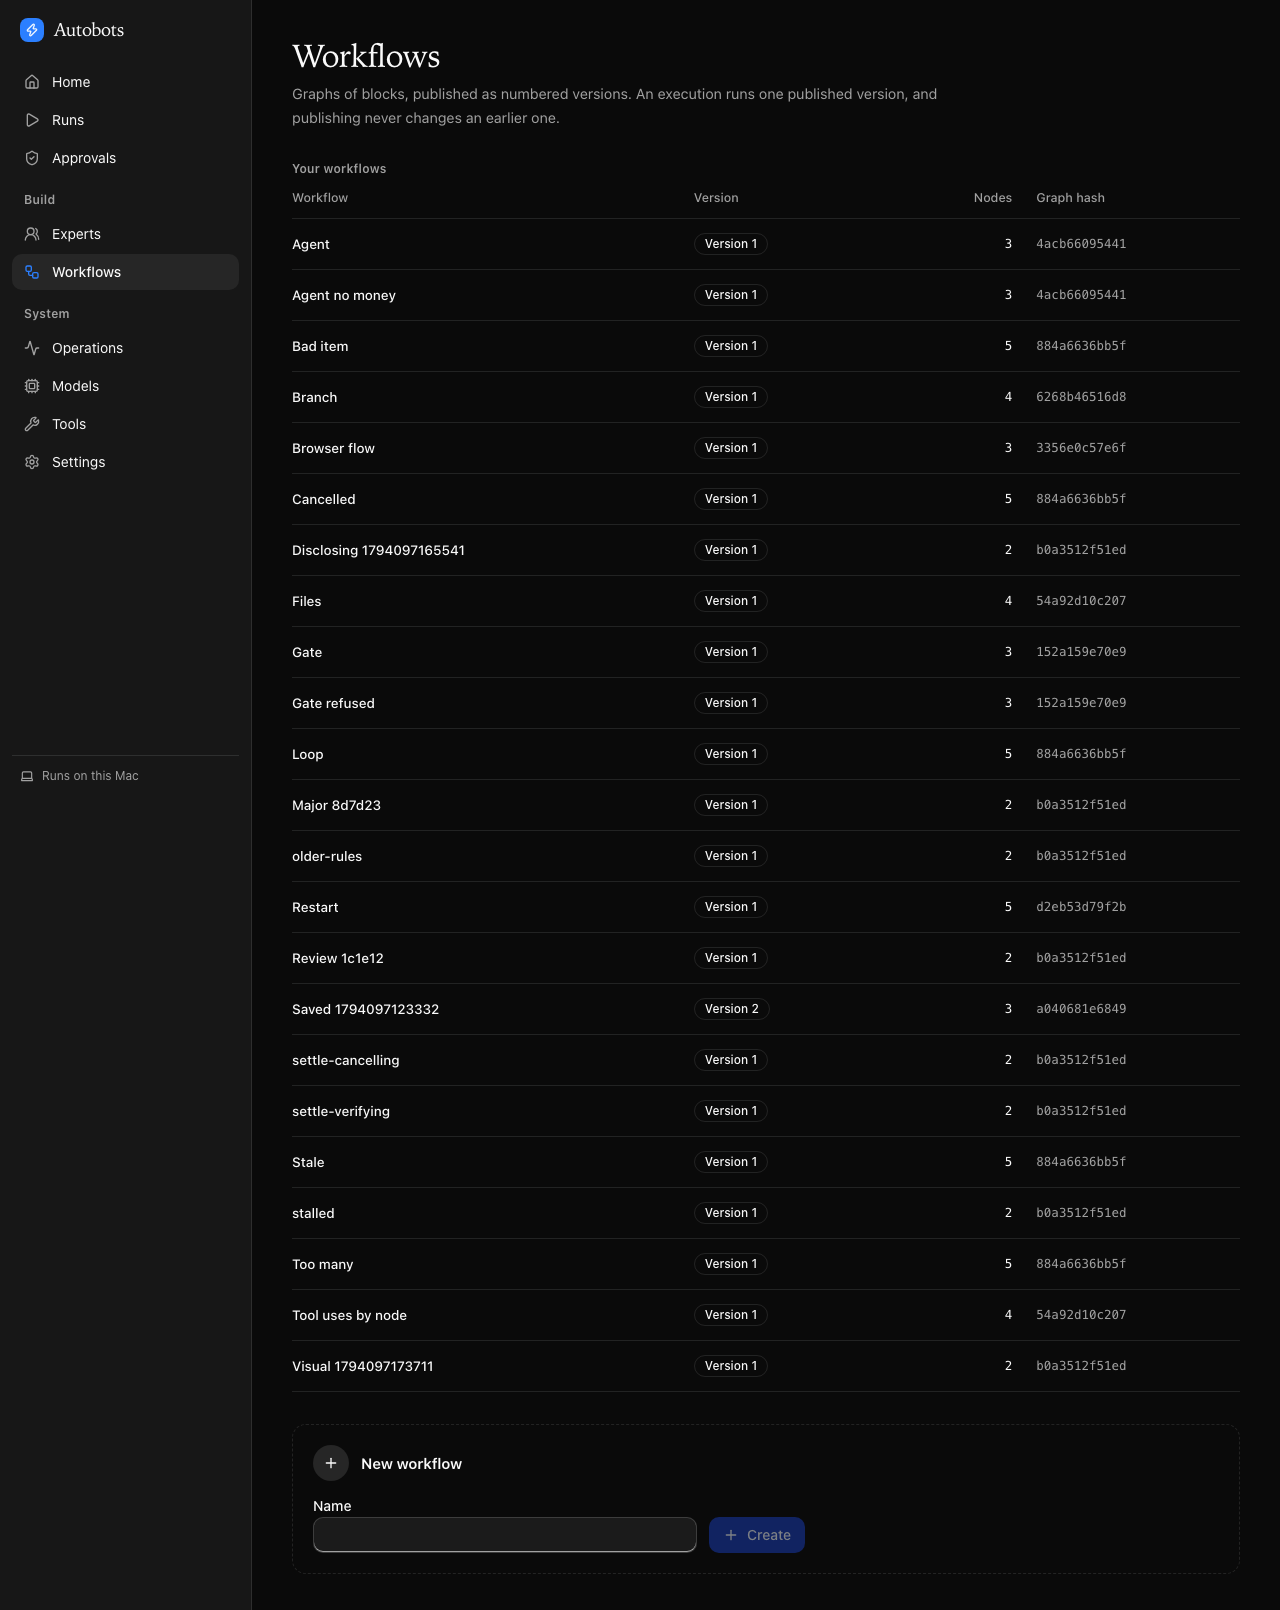 Autobots
Home
Runs
Approvals
Build
Experts
Workflows
System
Operations
Models
Tools
Settings
Runs on this Mac
Workflows
Graphs of blocks, published as numbered versions. An execution runs one published version, and
publishing never changes an earlier one.
Your workflows
Workflow Version Nodes Graph hash
Agent Version 1 3 4acb66095441
Agent no money Version 1 3 4acb66095441
Bad item Version 1 5 884a6636bb5f
Branch Version 1 4 6268b46516d8
Browser flow Version 1 3 3356e0c57e6f
Cancelled Version 1 5 884a6636bb5f
Disclosing 1794097165541 Version 1 2 b0a3512f51ed
Files Version 1 4 54a92d10c207
Gate Version 1 3 152a159e70e9
Gate refused Version 1 3 152a159e70e9
Loop Version 1 5 884a6636bb5f
Major 8d7d23 Version 1 2 b0a3512f51ed
older-rules Version 1 2 b0a3512f51ed
Restart Version 1 5 d2eb53d79f2b
Review 1c1e12 Version 1 2 b0a3512f51ed
Saved 1794097123332 Version 2 3 a040681e6849
settle-cancelling Version 1 2 b0a3512f51ed
settle-verifying Version 1 2 b0a3512f51ed
Stale Version 1 5 884a6636bb5f
stalled Version 1 2 b0a3512f51ed
Too many Version 1 5 884a6636bb5f
Tool uses by node Version 1 4 54a92d10c207
Visual 1794097173711 Version 1 2 b0a3512f51ed
New workflow
Name
Create